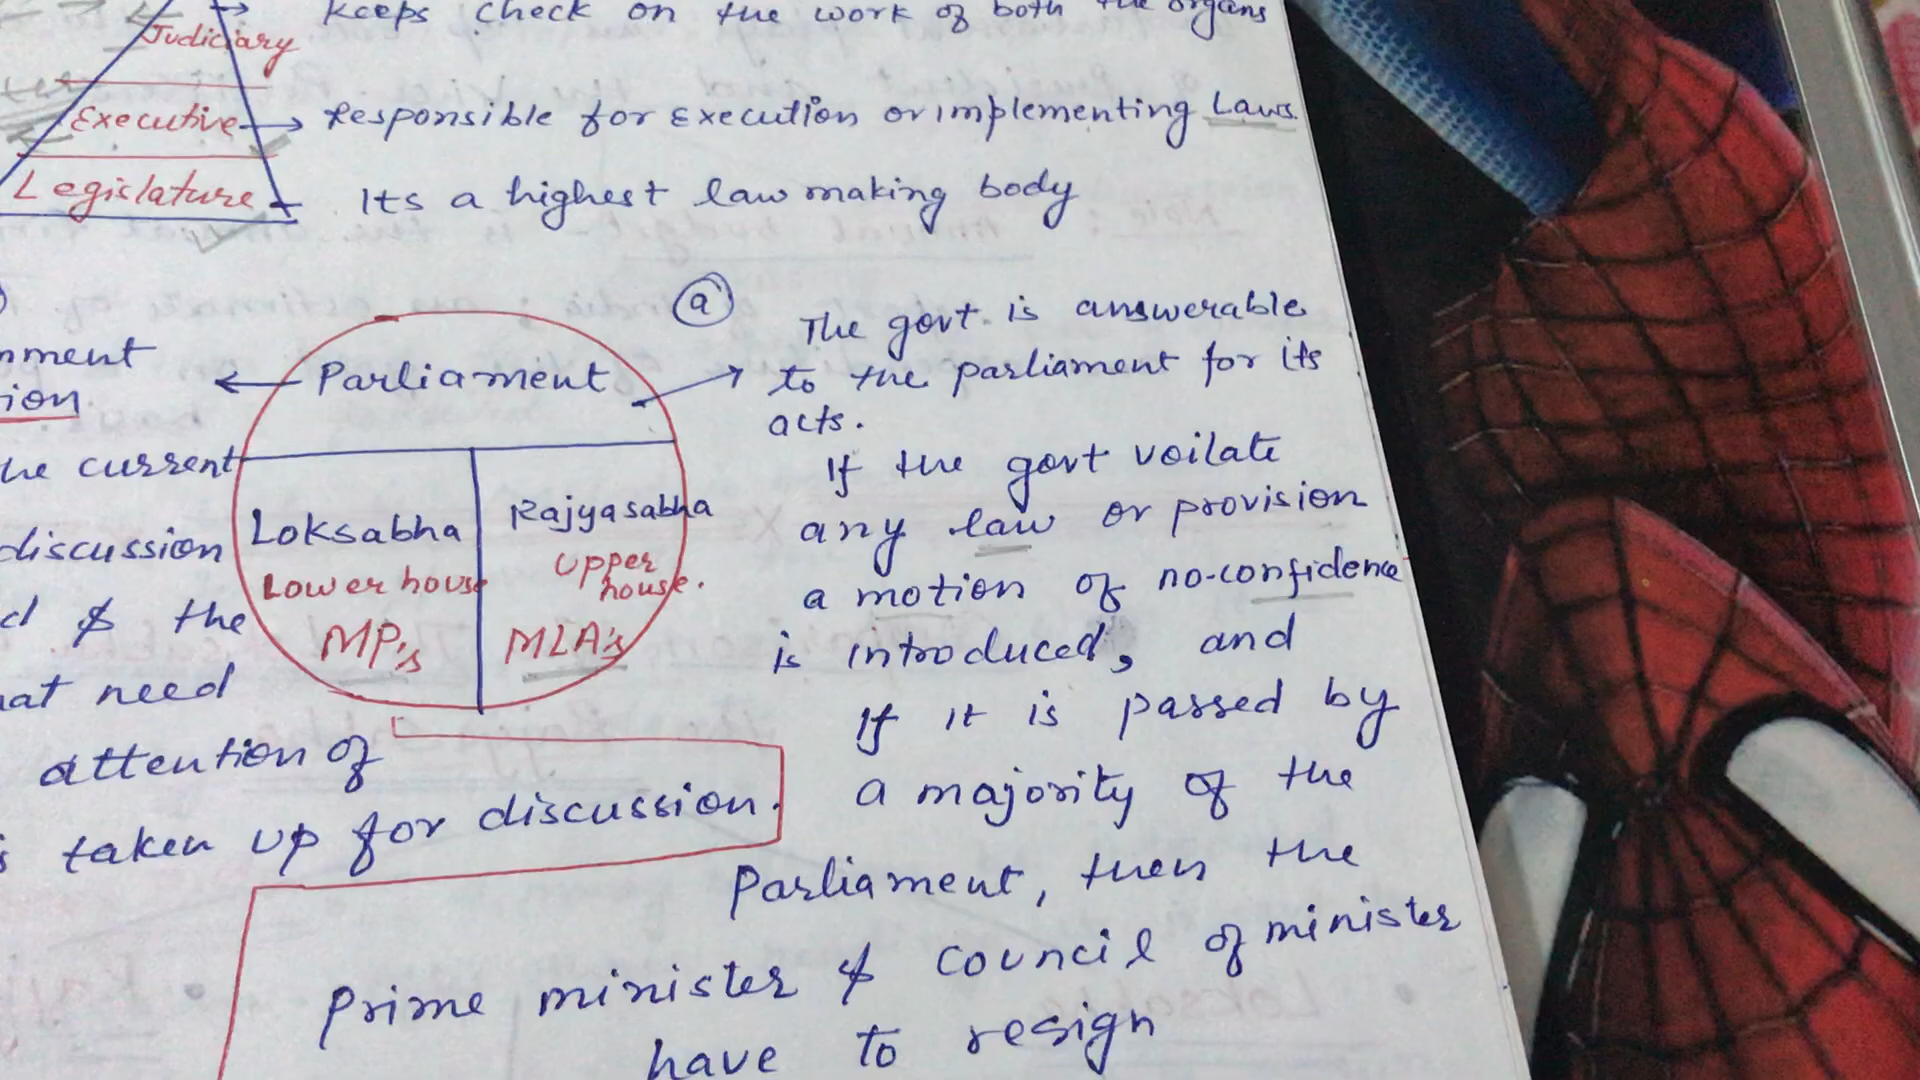 keeps check on the work of both the organs
Judiciary
Executive → Responsible for Execution or implementing Laws.
Legislature → Its a highest law making body
(a) The govt. is answerable
nment ← Parliament → to the parliament for its
ion acts.
he current If the govt voilate
Loksabha Rajyasabha any law or provision
discussion Lower house Upper house. a motion of no-confidence
d & the MP's MLA's is introduced, and
at need If it is passed by
attention of a majority of the
s taken up for discussion.
Parliament, then the
Prime minister & council of minister
have to resign